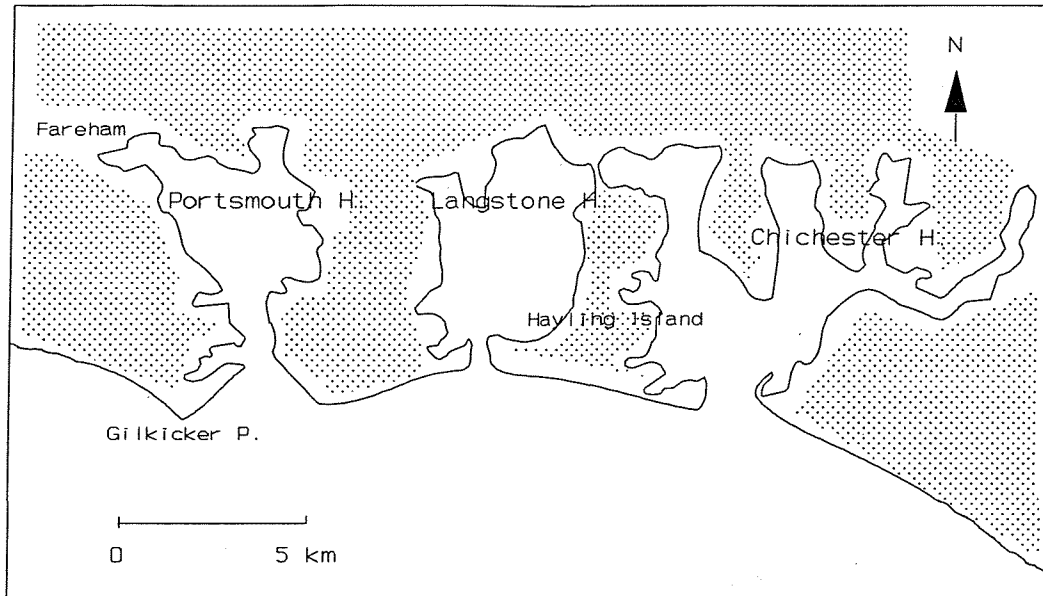 N
Fareham
Portsmouth H.
Langstone H.
Chichester H.
Hayling Island
Gilkicker P.
0 5 km